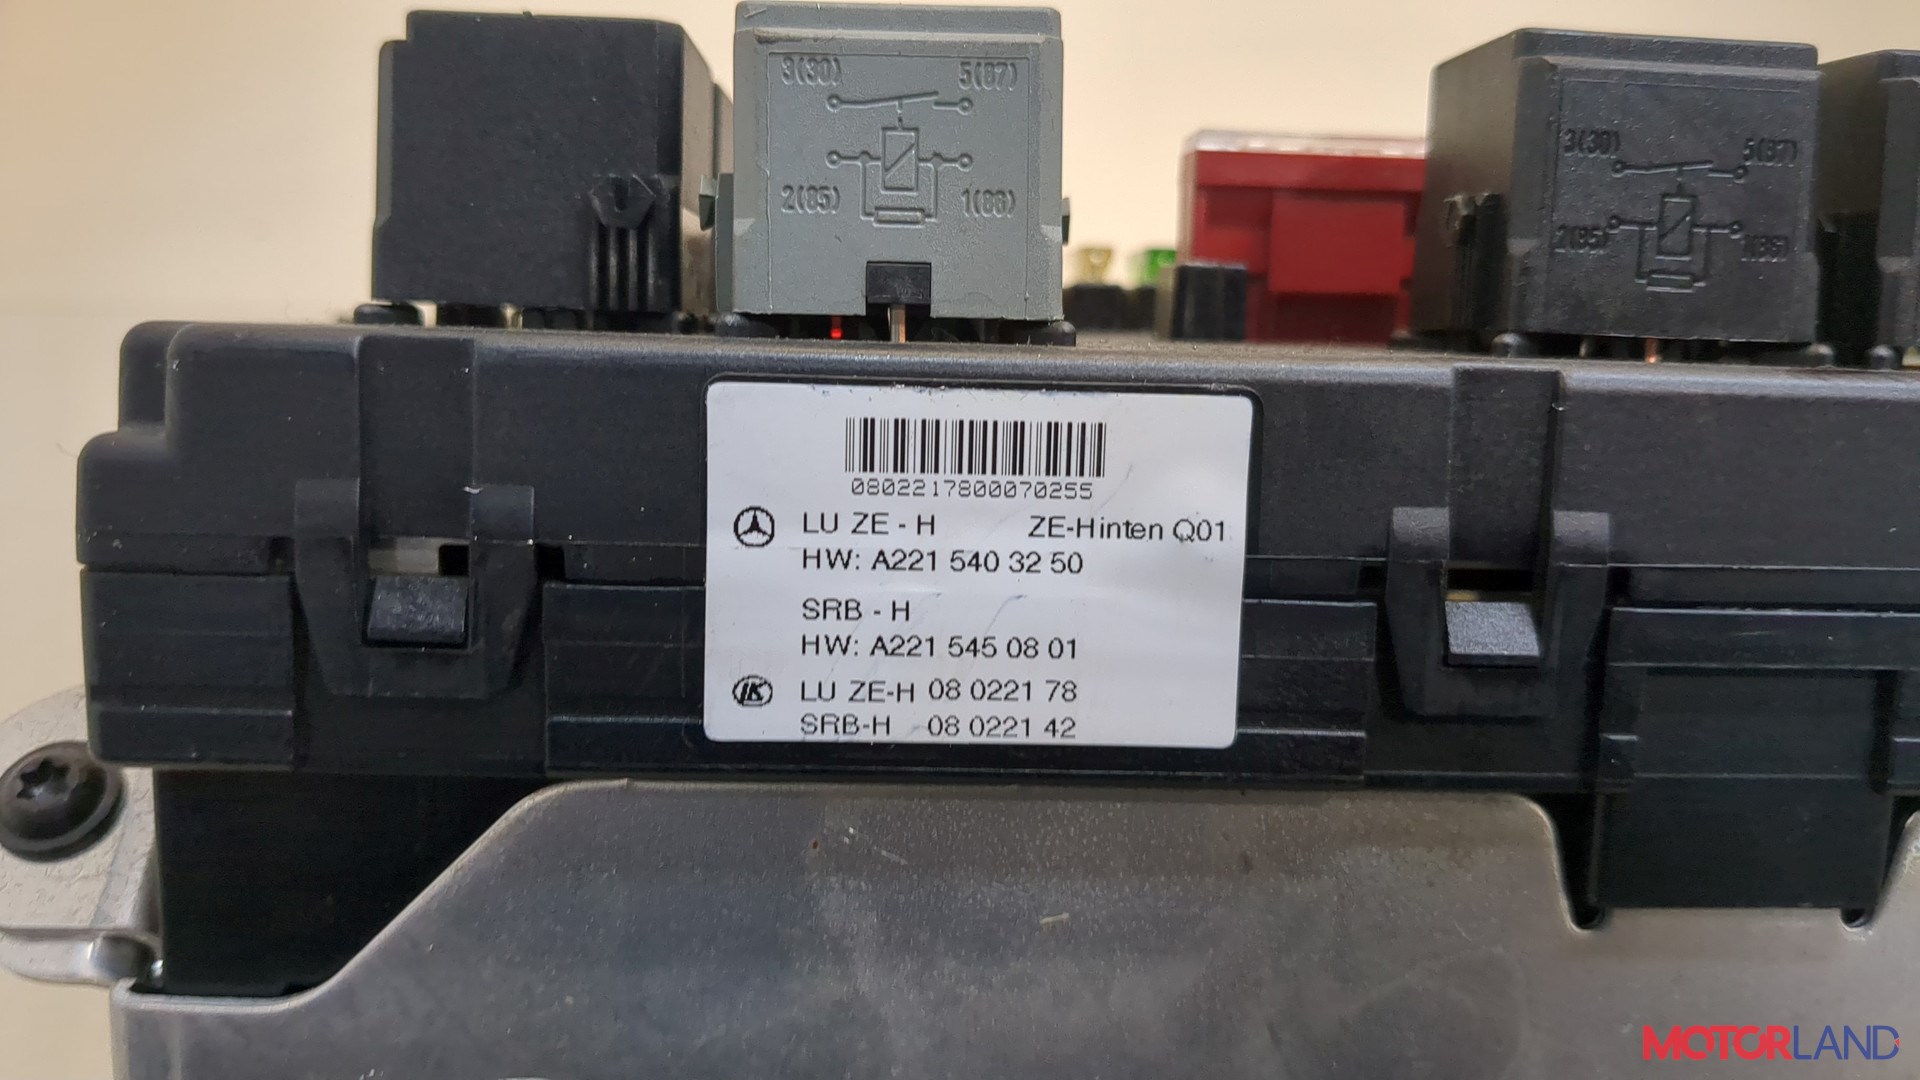 3(30) 5(87)
2(85) 1(86)
3(30) 5(87)
2(85) 1(86)
0802217800070255
LU ZE - H ZE-Hinten Q01
HW: A221 540 32 50
SRB - H
HW: A221 545 08 01
LK LU ZE-H 08 0221 78
SRB-H 08 0221 42
MOTORLAND